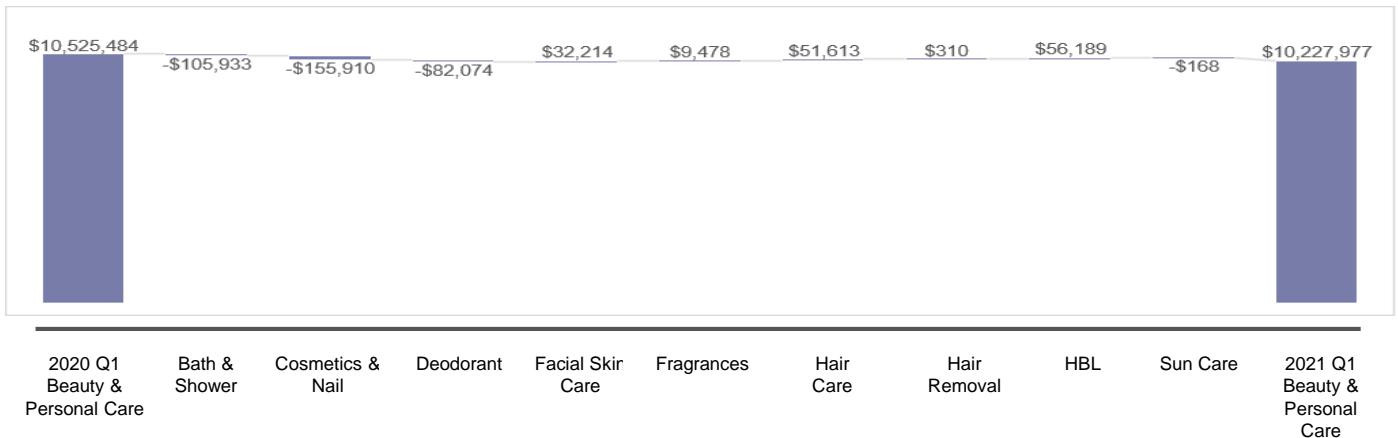 $10,525,484
-$105,933
-$155,910
-$82,074
$32,214
$9,478
$51,613
$310
$56,189
-$168
$10,227,977
2020 Q1
Beauty &
Personal Care
Bath &
Shower
Cosmetics &
Nail
Deodorant
Facial Skin
Care
Fragrances
Hair
Care
Hair
Removal
HBL
Sun Care
2021 Q1
Beauty &
Personal
Care